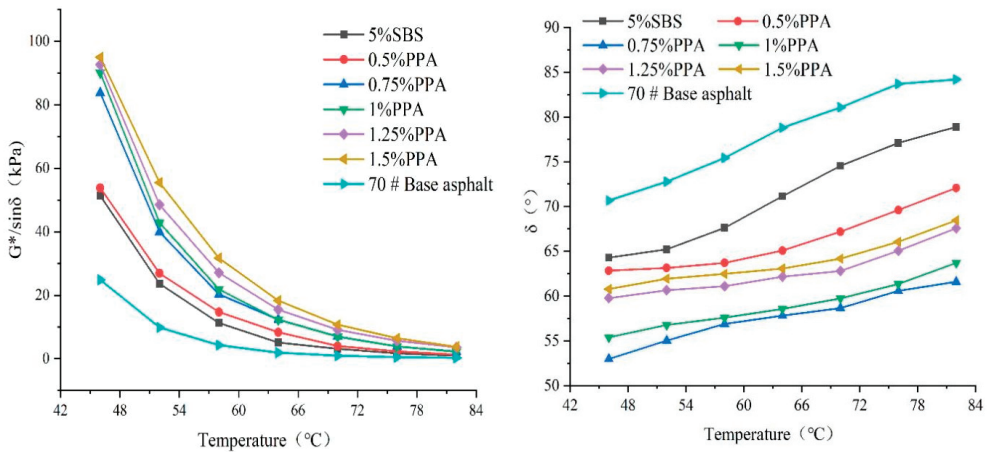 100
80
60
40
20
0
G*/sinδ（kPa）
5%SBS
0.5%PPA
0.75%PPA
1%PPA
1.25%PPA
1.5%PPA
70 # Base asphalt
42 48 54 60 66 72 78 84
Temperature（℃）
90
85
80
75
70
65
60
55
50
δ（°）
5%SBS 0.5%PPA
0.75%PPA 1%PPA
1.25%PPA 1.5%PPA
70 # Base asphalt
42 48 54 60 66 72 78 84
Temperature（℃）